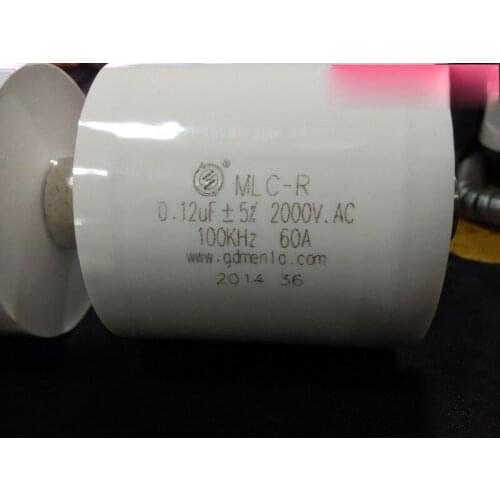 ® MLC-R
0.12uF±5% 2000V.AC
100KHz 60A
www.gdmenlo.com
2014 36